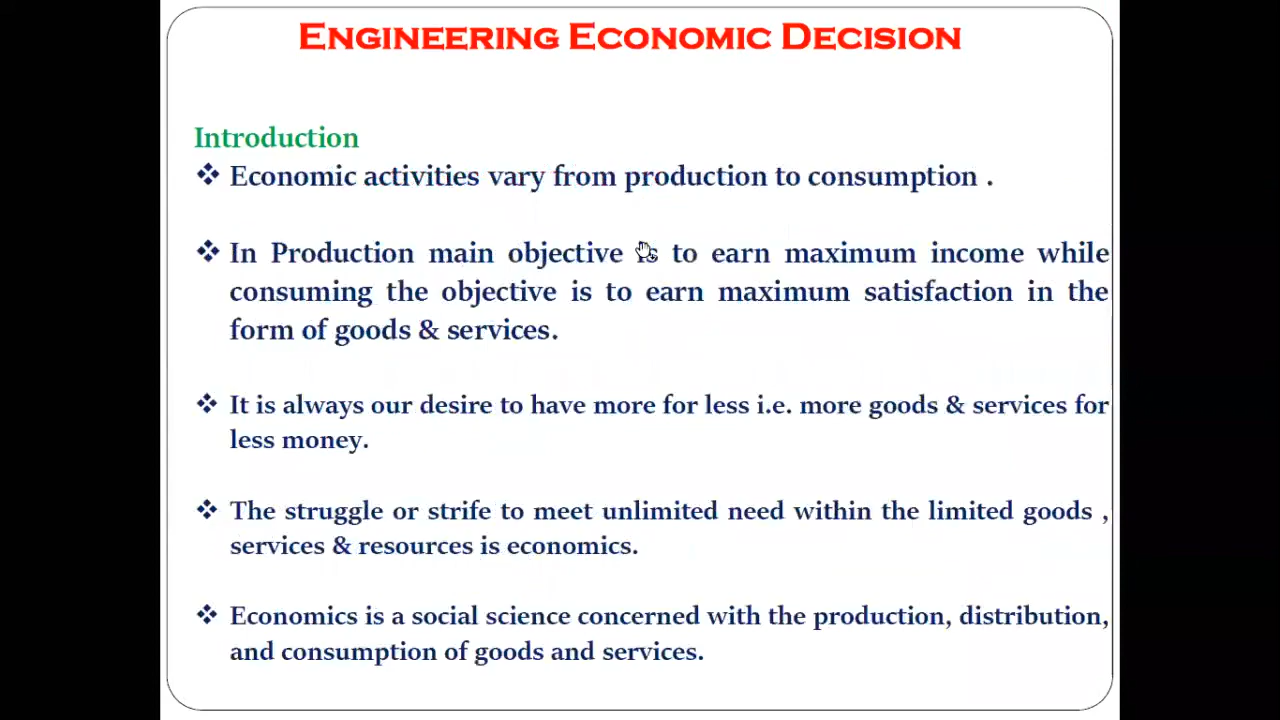 ENGINEERING ECONOMIC DECISION
Introduction
❖ Economic activities vary from production to consumption .
❖ In Production main objective is to earn maximum income while
consuming the objective is to earn maximum satisfaction in the
form of goods & services.
❖ It is always our desire to have more for less i.e. more goods & services for
less money.
❖ The struggle or strife to meet unlimited need within the limited goods ,
services & resources is economics.
❖ Economics is a social science concerned with the production, distribution,
and consumption of goods and services.